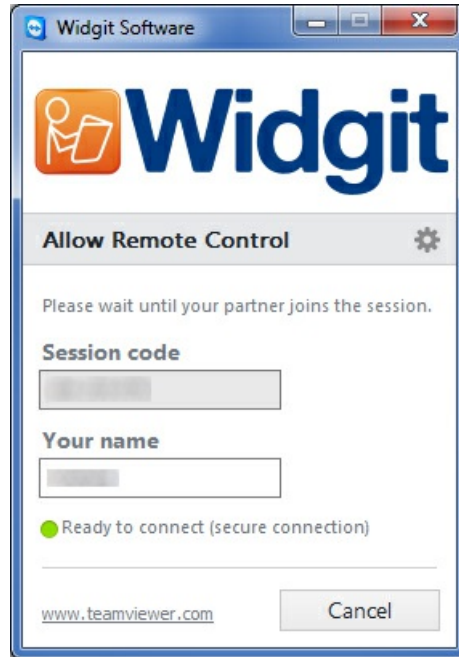 Widgit Software
Widgit
Allow Remote Control
Please wait until your partner joins the session.
Session code
Your name
Ready to connect (secure connection)
www.teamviewer.com
Cancel